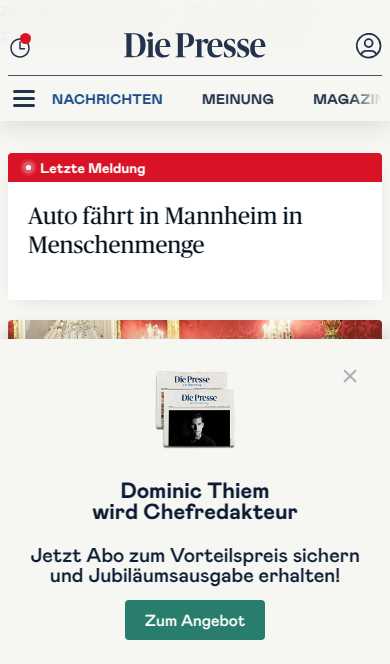 Die Presse
NACHRICHTEN MEINUNG MAGAZIN
Letzte Meldung
Auto fährt in Mannheim in
Menschenmenge
Die Presse
Die Presse
Dominic Thiem
wird Chefredakteur
Jetzt Abo zum Vorteilspreis sichern
und Jubiläumsausgabe erhalten!
Zum Angebot